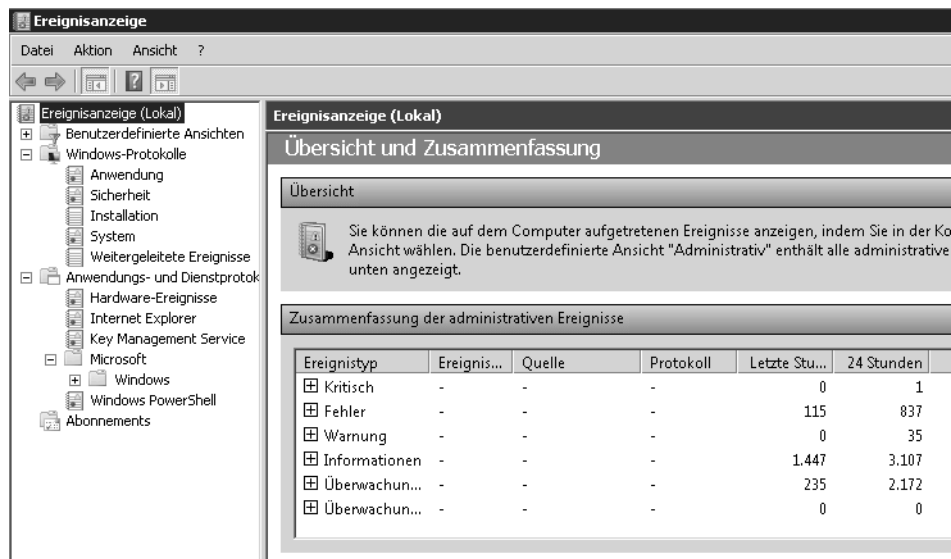 Ereignisanzeige
Datei Aktion Ansicht ?
Ereignisanzeige (Lokal)
Benutzerdefinierte Ansichten
Windows-Protokolle
Anwendung
Sicherheit
Installation
System
Weitergeleitete Ereignisse
Anwendungs- und Dienstprotok
Hardware-Ereignisse
Internet Explorer
Key Management Service
Microsoft
Windows
Windows PowerShell
Abonnements
Ereignisanzeige (Lokal)
Übersicht und Zusammenfassung
Übersicht
Sie können die auf dem Computer aufgetretenen Ereignisse anzeigen, indem Sie in der Ko
Ansicht wählen. Die benutzerdefinierte Ansicht "Administrativ" enthält alle administrative
unten angezeigt.
Zusammenfassung der administrativen Ereignisse
Ereignistyp Ereignis... Quelle Protokoll Letzte Stu... 24 Stunden
Kritisch - - - 0 1
Fehler - - - 115 837
Warnung - - - 0 35
Informationen - - - 1.447 3.107
Überwachun... - - - 235 2.172
Überwachun... - - - 0 0